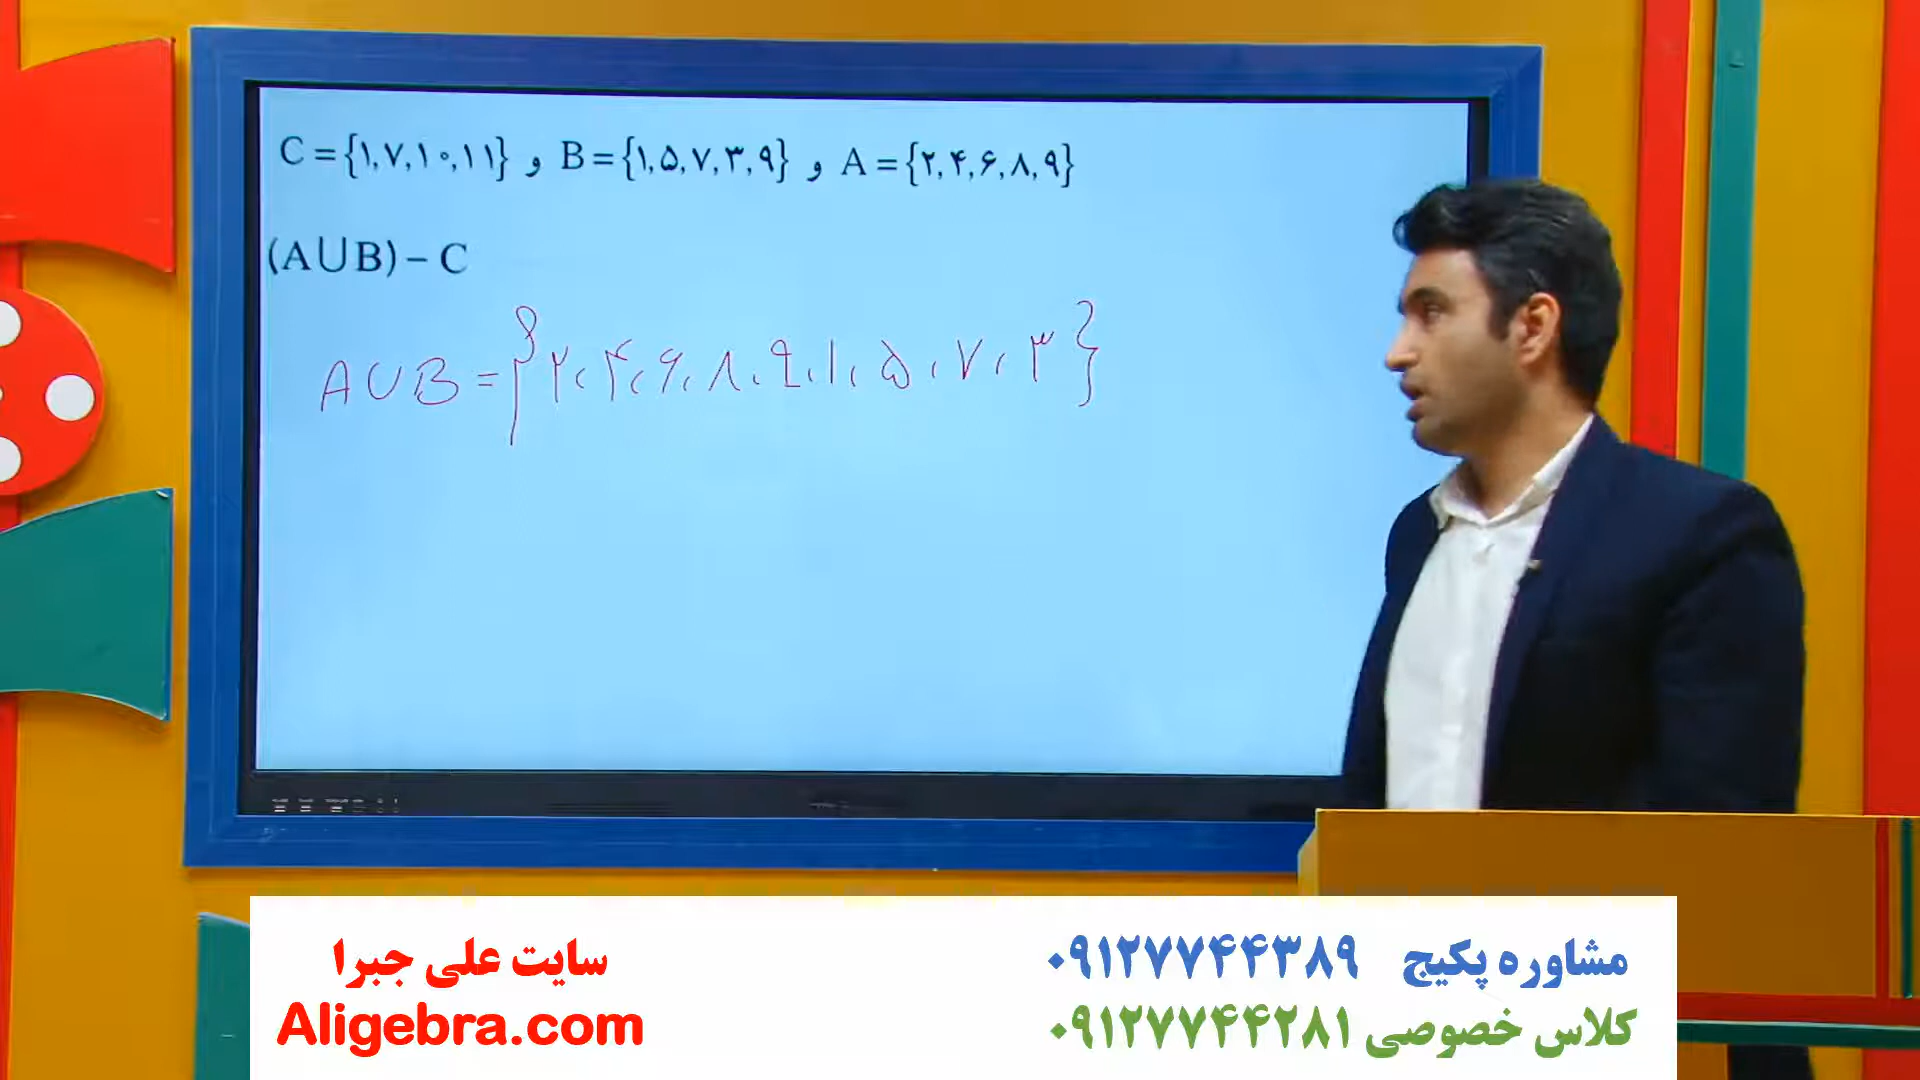 C = {۱,۷,۱۰,۱۱} و B = {۱,۵,۷,۳,۹} و A = {۲,۴,۶,۸,۹}
(A∪B) − C
A∪B = {۲, ۴, ۶, ۸, ۹, ۱, ۵, ۷, ۳}
مشاوره پکیج ۰۹۱۲۷۷۴۴۳۸۹
کلاس خصوصی ۰۹۱۲۷۷۴۴۲۸۱
سایت علی جبرا
Aligebra.com